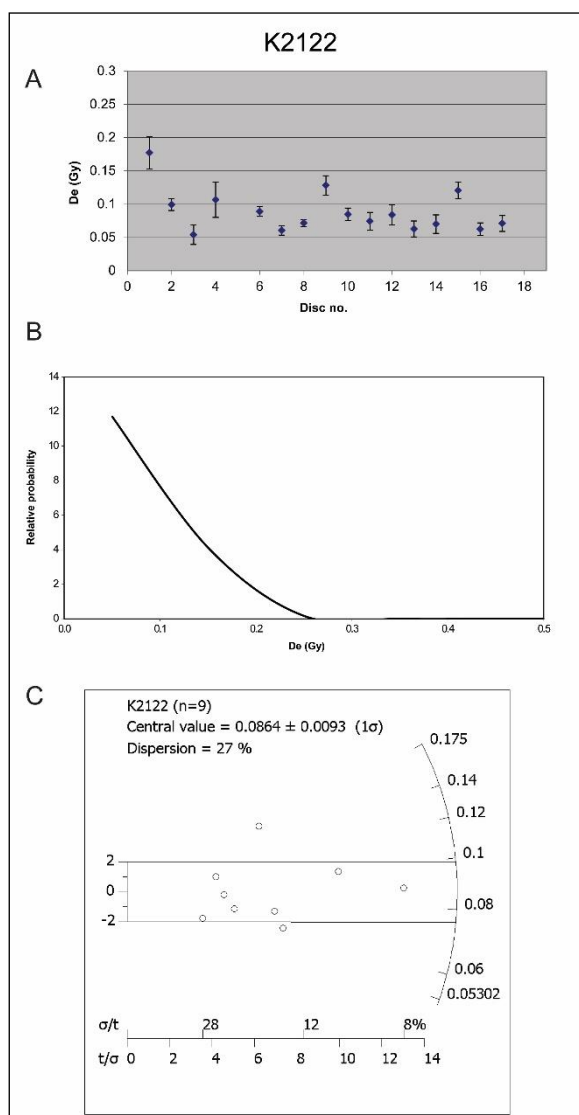 K2122
A
0.3
0.25
0.2
0.15
0.1
0.05
0
De (Gy)
0 2 4 6 8 10 12 14 16 18
Disc no.
B
14
12
10
8
6
4
2
0
Relative probability
0.0 0.1 0.2 0.3 0.4 0.5
De (Gy)
C
K2122 (n=9)
Central value = 0.0864 ± 0.0093 (1σ)
Dispersion = 27 %
0.175
0.14
0.12
0.1
0.08
0.06
0.05302
2
0
-2
σ/t 28 12 8%
t/σ 0 2 4 6 8 10 12 14